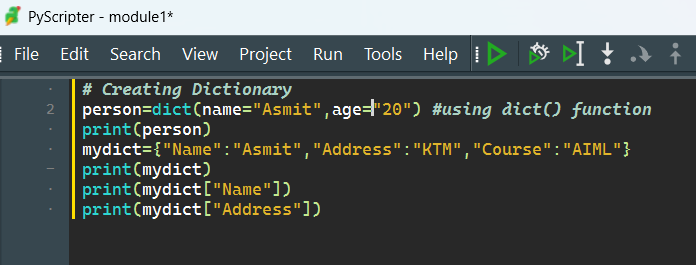 PyScripter - module1*
File Edit Search View Project Run Tools Help
# Creating Dictionary
2 person=dict(name="Asmit",age="20") #using dict() function
print(person)
mydict={"Name":"Asmit","Address":"KTM","Course":"AIML"}
print(mydict)
print(mydict["Name"])
print(mydict["Address"])